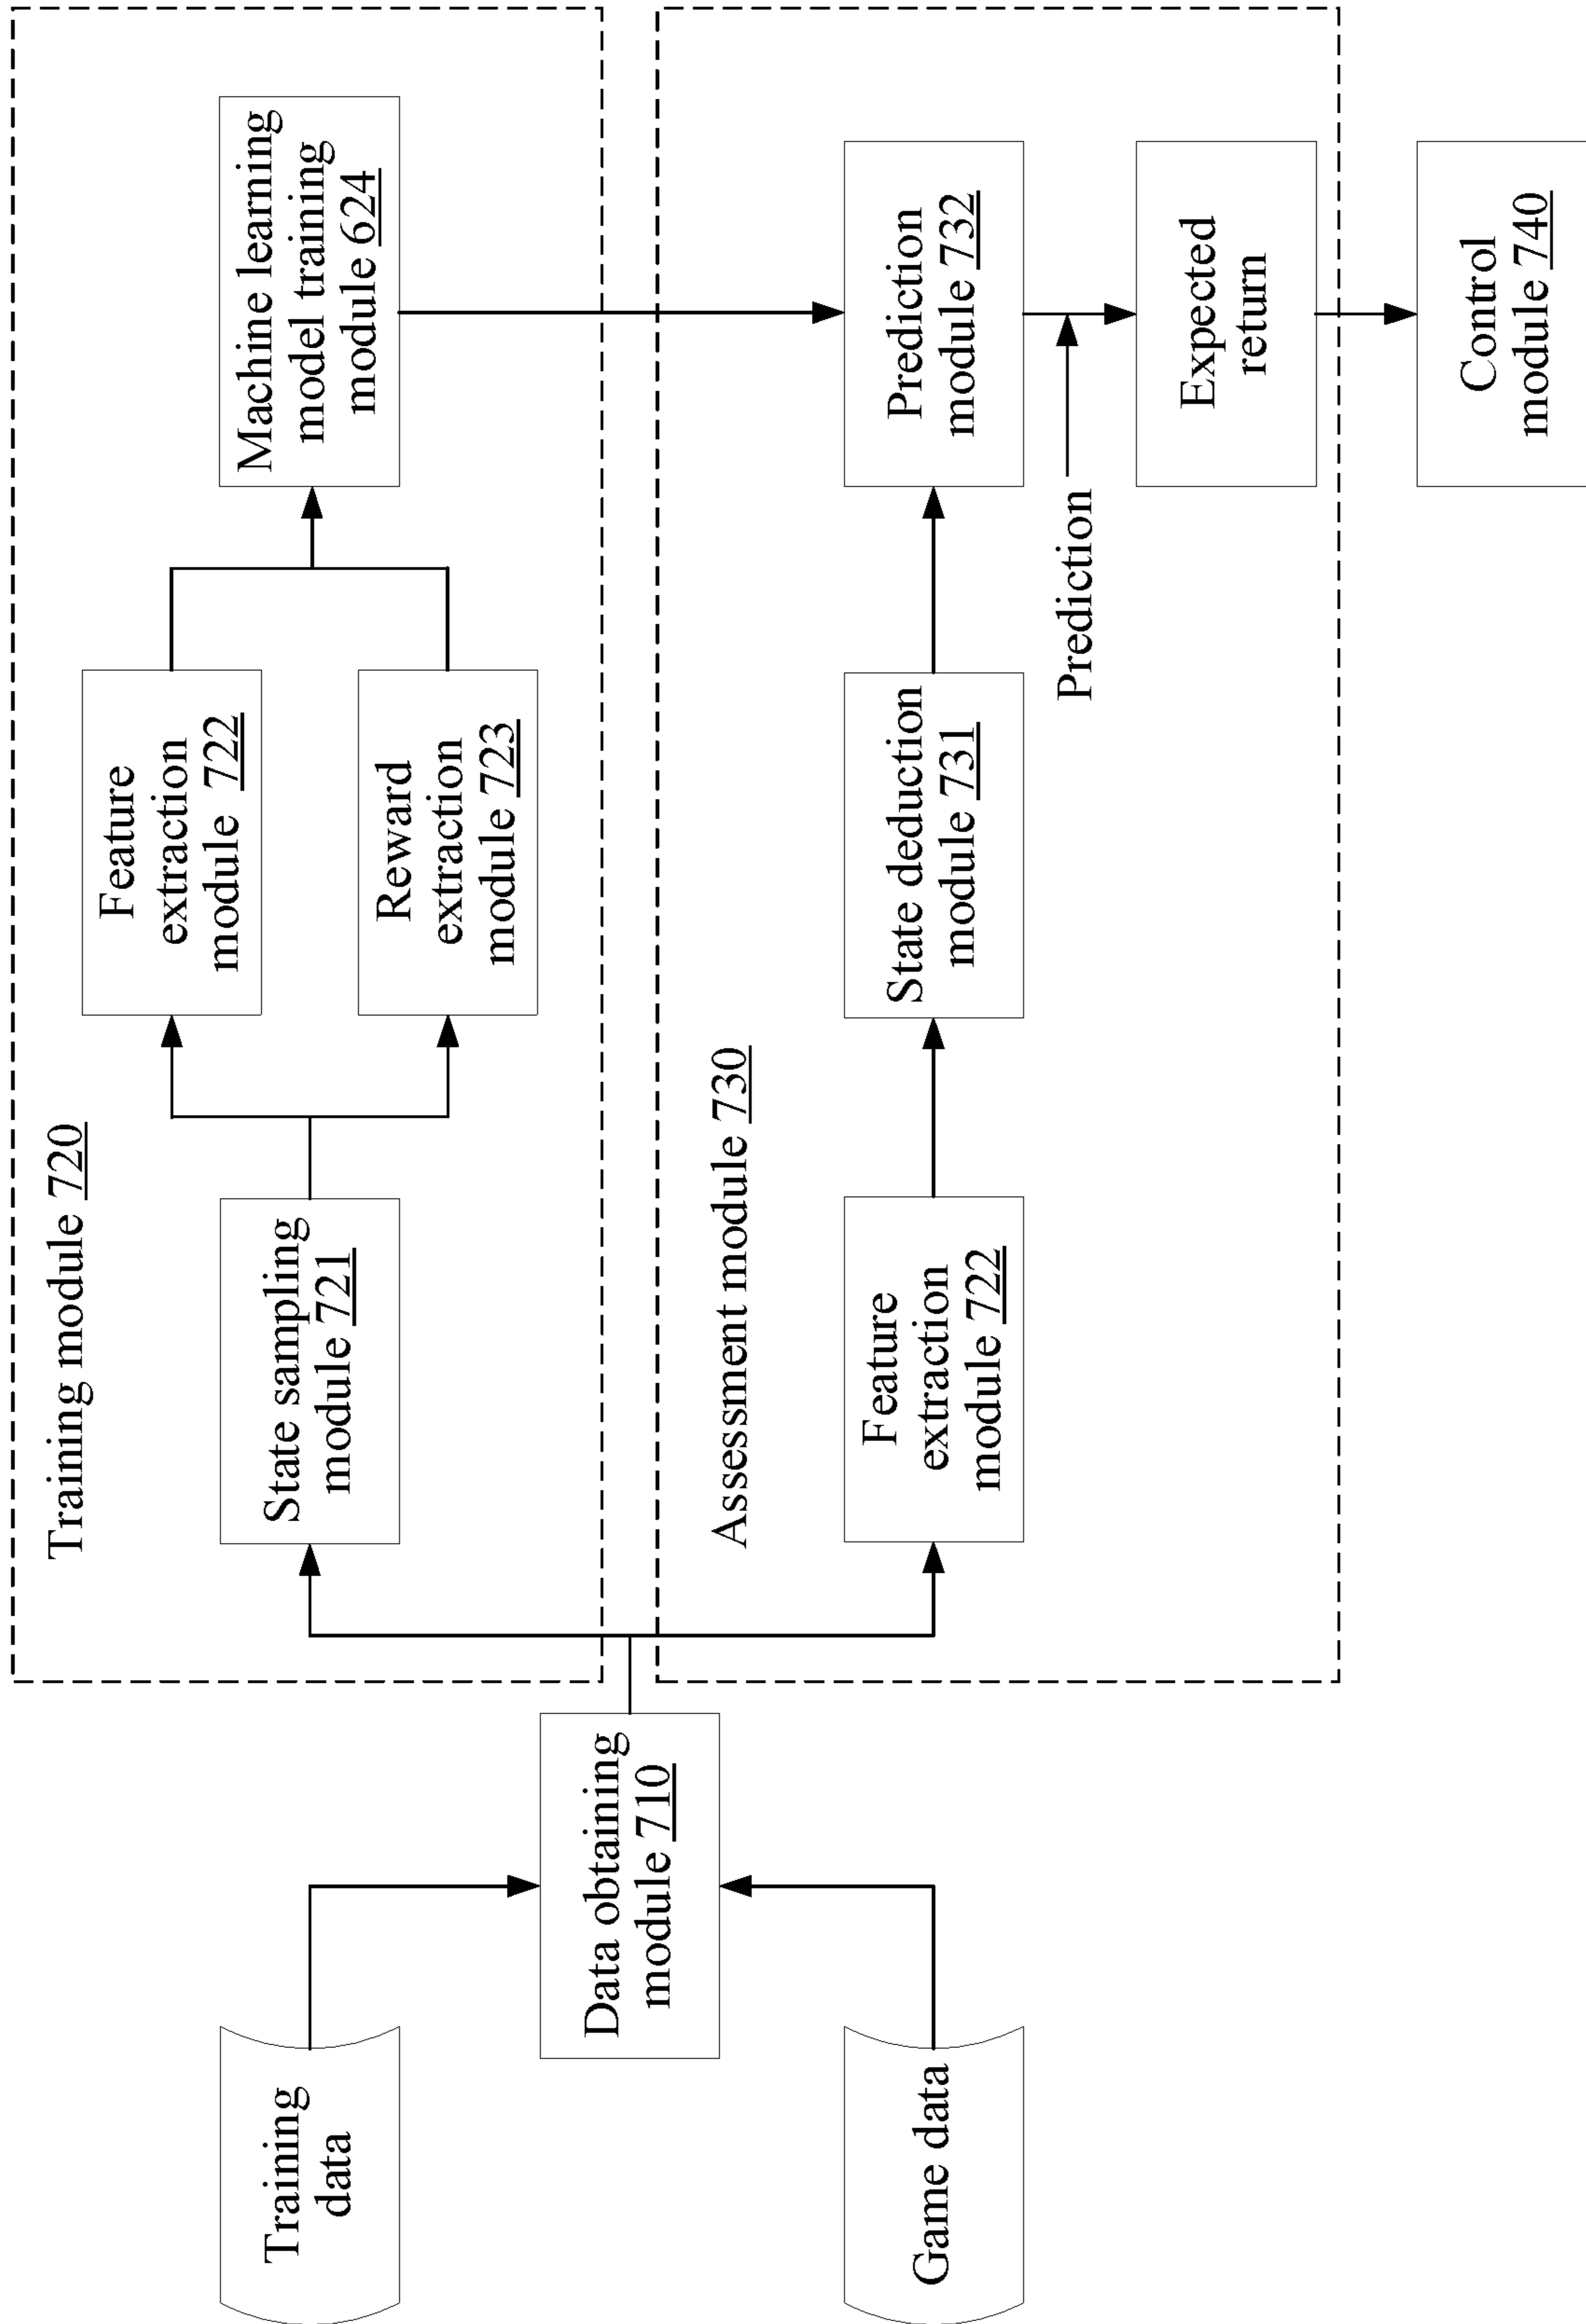 Training
data
Game data
Data obtaining
module 710
Training module 720
State sampling
module 721
Feature
extraction
module 722
Reward
extraction
module 723
Machine learning
model training
module 624
Assessment module 730
Feature
extraction
module 722
State deduction
module 731
Prediction
module 732
Prediction
Expected
return
Control
module 740